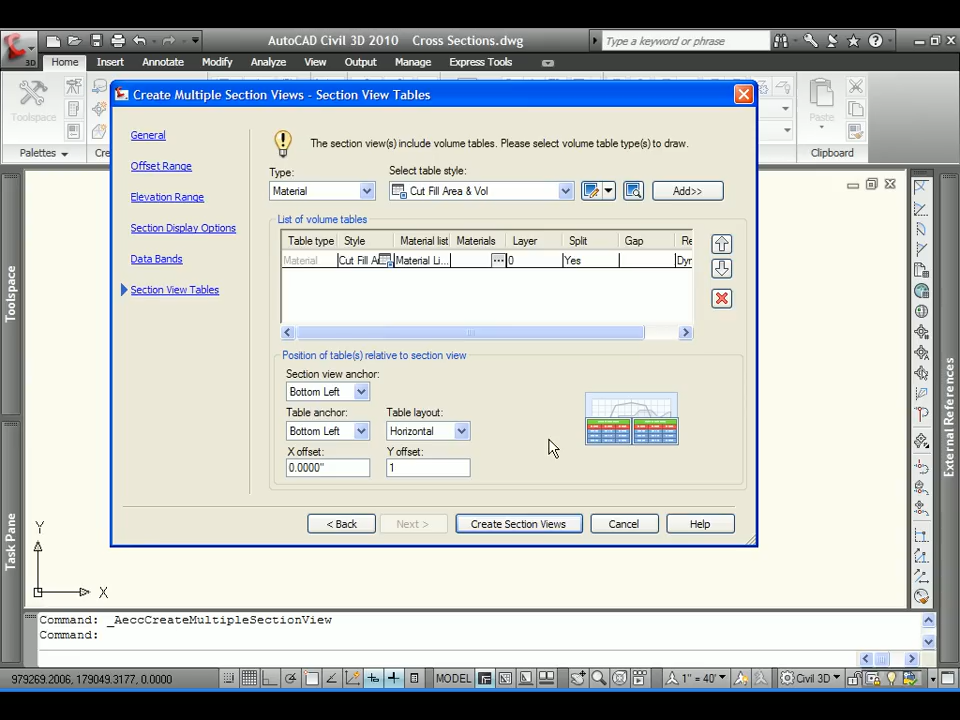 AutoCAD Civil 3D 2010 Cross Sections.dwg
Type a keyword or phrase
3D
Home Insert Annotate Modify Layout Analyze View Output Manage Express Tools
Toolspace
Paste
Palettes
Clipboard
Create Multiple Section Views - Section View Tables
General
Offset Range
Elevation Range
Section Display Options
Data Bands
Section View Tables
The section view(s) include volume tables. Please select volume table type(s) to draw.
Type:
Select table style:
Material
Cut Fill Area & Vol
Add>>
List of volume tables
Table type Style Material list Materials Layer Split Gap Re
Material Cut Fill A Material Li... ... 0 Yes Dyn
Position of table(s) relative to section view
Section view anchor:
Bottom Left
Table anchor:
Table layout:
Bottom Left
Horizontal
X offset:
Y offset:
0.0000"
1
< Back
Next >
Create Section Views
Cancel
Help
Toolspace
Task Pane
External References
Y
X
Command: _AeccCreateMultipleSectionView
Command:
979269.2006, 179049.3177, 0.0000
MODEL
1" = 40'
Civil 3D